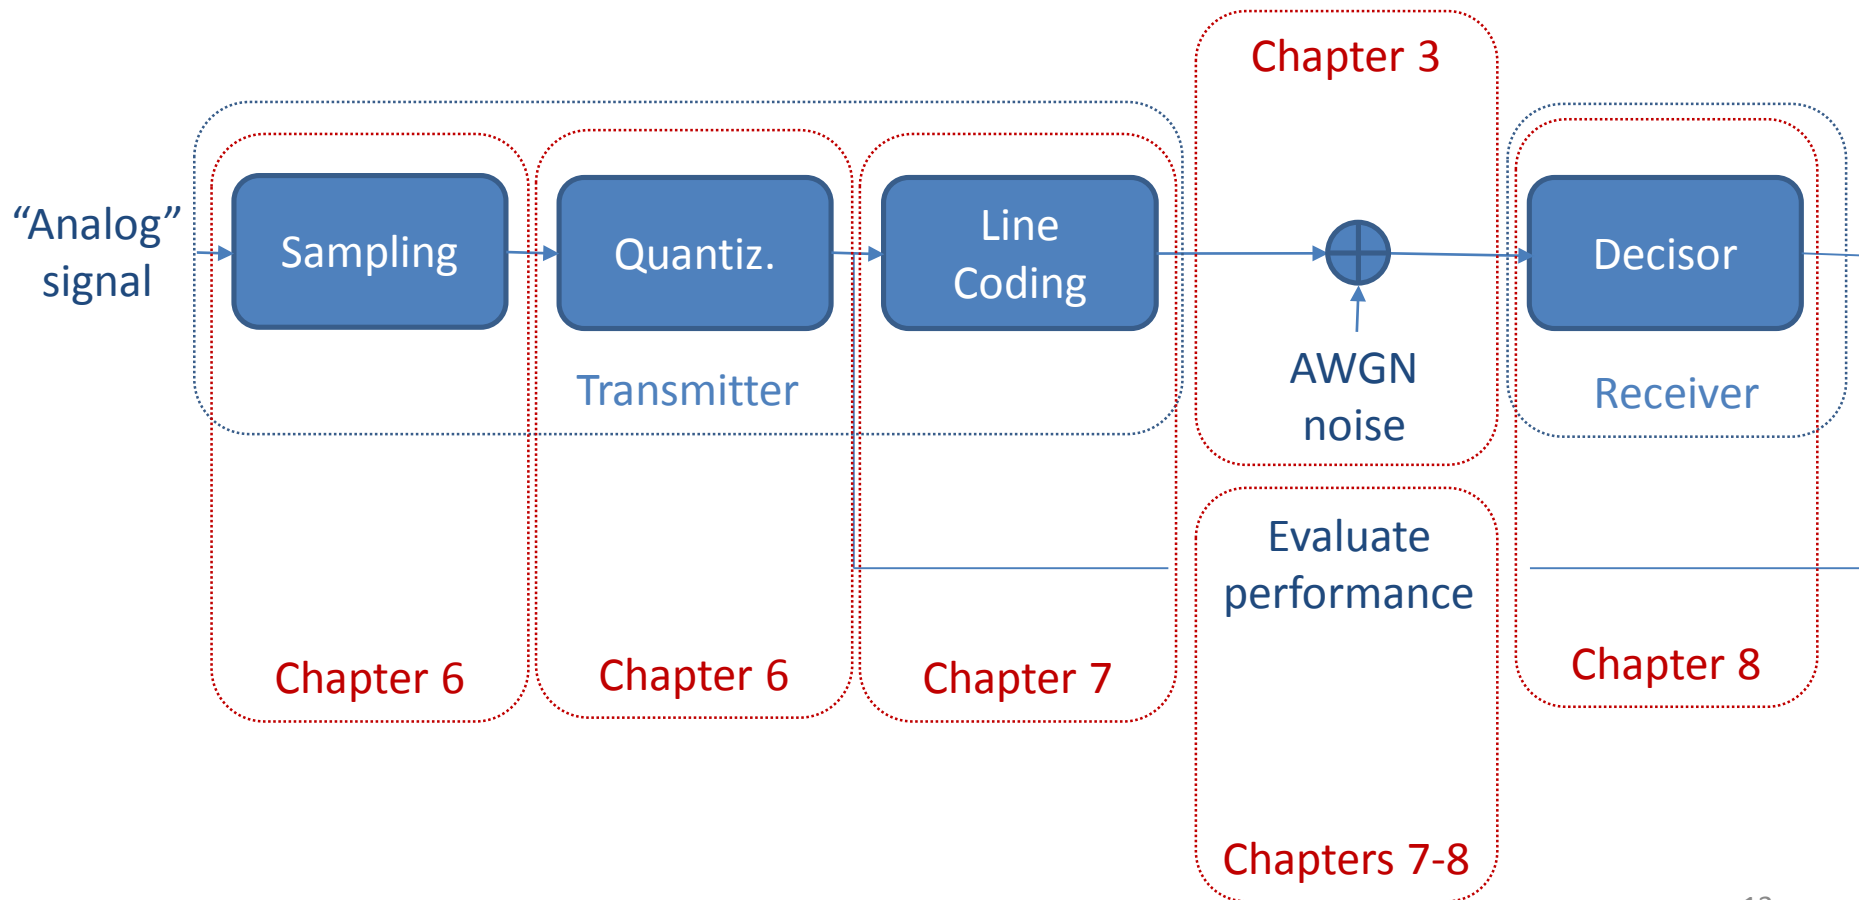 Chapter 3
“Analog”
signal
Sampling
Quantiz.
Line
Coding
Decisor
Transmitter
AWGN
noise
Receiver
Evaluate
performance
Chapter 6
Chapter 6
Chapter 7
Chapter 8
Chapters 7-8